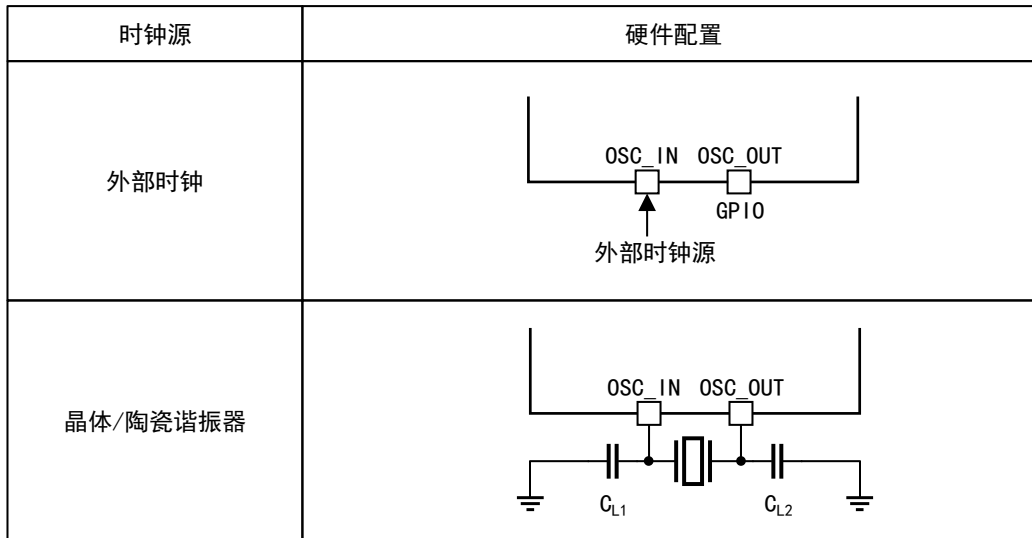 时钟源 硬件配置
外部时钟
OSC_IN OSC_OUT
GPIO
外部时钟源
晶体/陶瓷谐振器
OSC_IN OSC_OUT
CL1 CL2